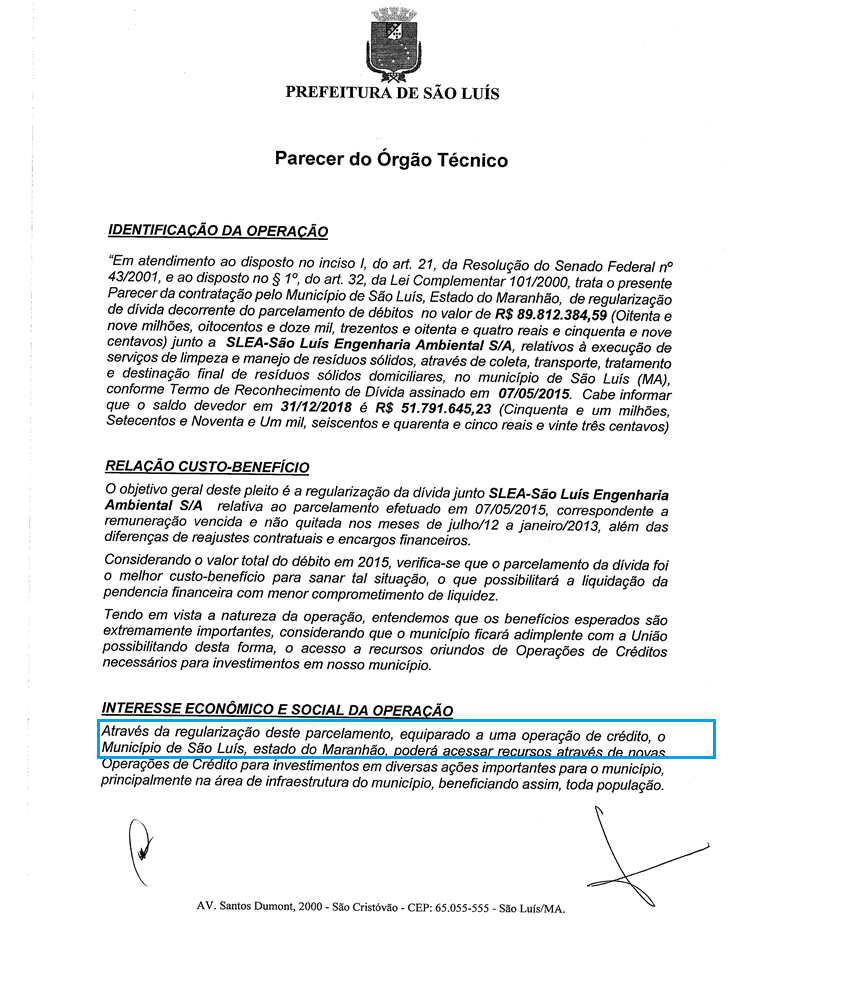 PREFEITURA DE SÃO LUÍS
Parecer do Órgão Técnico
IDENTIFICAÇÃO DA OPERAÇÃO
“Em atendimento ao disposto no inciso I, do art. 21, da Resolução do Senado Federal nº
43/2001, e ao disposto no § 1º, do art. 32, da Lei Complementar 101/2000, trata o presente
Parecer da contratação pelo Município de São Luís, Estado do Maranhão, de regularização
de dívida decorrente do parcelamento de débitos no valor de R$ 89.812.384,59 (Oitenta e
nove milhões, oitocentos e doze mil, trezentos e oitenta e quatro reais e cinquenta e nove
centavos) junto a SLEA-São Luís Engenharia Ambiental S/A, relativos à execução de
serviços de limpeza e manejo de resíduos sólidos, através de coleta, transporte, tratamento
e destinação final de resíduos sólidos domiciliares, no município de São Luís (MA),
conforme Termo de Reconhecimento de Dívida assinado em 07/05/2015. Cabe informar
que o saldo devedor em 31/12/2018 é R$ 51.791.645,23 (Cinquenta e um milhões,
Setecentos e Noventa e Um mil, seiscentos e quarenta e cinco reais e vinte três centavos)
RELAÇÃO CUSTO-BENEFÍCIO
O objetivo geral deste pleito é a regularização da dívida junto SLEA-São Luís Engenharia
Ambiental S/A relativa ao parcelamento efetuado em 07/05/2015, correspondente a
remuneração vencida e não quitada nos meses de julho/12 a janeiro/2013, além das
diferenças de reajustes contratuais e encargos financeiros.
Considerando o valor total do débito em 2015, verifica-se que o parcelamento da dívida foi
o melhor custo-benefício para sanar tal situação, o que possibilitará a liquidação da
pendencia financeira com menor comprometimento de liquidez.
Tendo em vista a natureza da operação, entendemos que os benefícios esperados são
extremamente importantes, considerando que o município ficará adimplente com a União
possibilitando desta forma, o acesso a recursos oriundos de Operações de Créditos
necessários para investimentos em nosso município.
INTERESSE ECONÔMICO E SOCIAL DA OPERAÇÃO
Através da regularização deste parcelamento, equiparado a uma operação de crédito, o
Município de São Luís, estado do Maranhão, poderá acessar recursos através de novas
Operações de Crédito para investimentos em diversas ações importantes para o município,
principalmente na área de infraestrutura do município, beneficiando assim, toda população.
AV. Santos Dumont, 2000 - São Cristóvão - CEP: 65.055-555 - São Luís/MA.